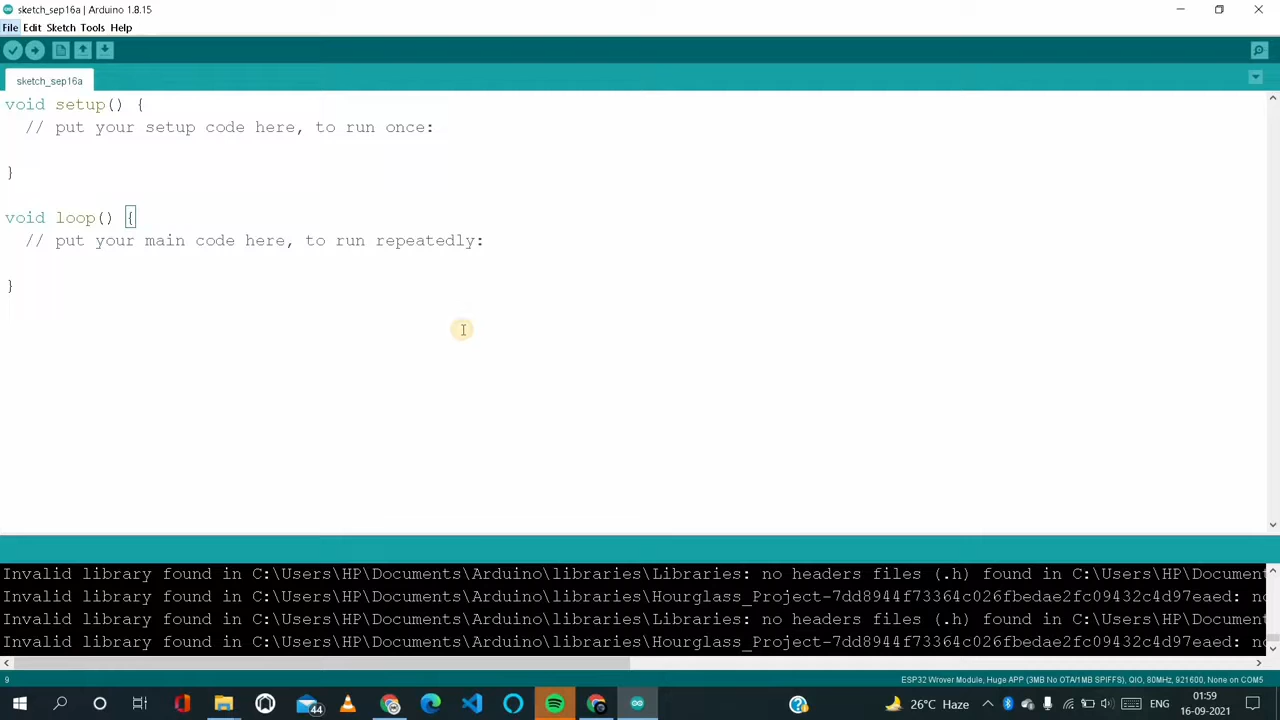 sketch_sep16a | Arduino 1.8.15
File Edit Sketch Tools Help
sketch_sep16a
void setup() {
// put your setup code here, to run once:
}
void loop() {
// put your main code here, to run repeatedly:
}
Invalid library found in C:\Users\HP\Documents\Arduino\libraries\Libraries: no headers files (.h) found in C:\Users\HP\Document
Invalid library found in C:\Users\HP\Documents\Arduino\libraries\Hourglass_Project-7dd8944f73364c026fbedae2fc09432c4d97eaed: no
Invalid library found in C:\Users\HP\Documents\Arduino\libraries\Libraries: no headers files (.h) found in C:\Users\HP\Document
Invalid library found in C:\Users\HP\Documents\Arduino\libraries\Hourglass_Project-7dd8944f73364c026fbedae2fc09432c4d97eaed: no
9 ESP32 Wrover Module, Huge APP (3MB No OTA/1MB SPIFFS), QIO, 80MHz, 921600, None on COM5
44 26°C Haze ENG 01:59
16-09-2021